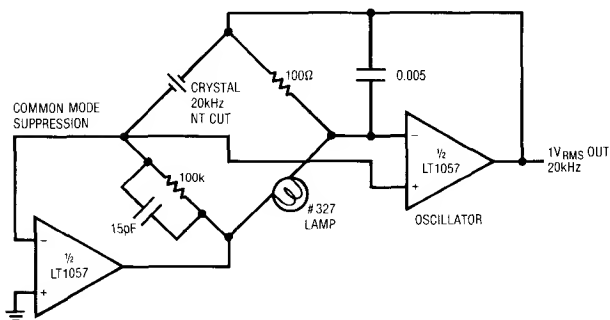 CRYSTAL
20kHz
NT CUT
100Ω
0.005
COMMON MODE
SUPPRESSION
100k
15pF
#327
LAMP
−
+
½
LT1057
OSCILLATOR
1VRMS OUT
20kHz
−
+
½
LT1057